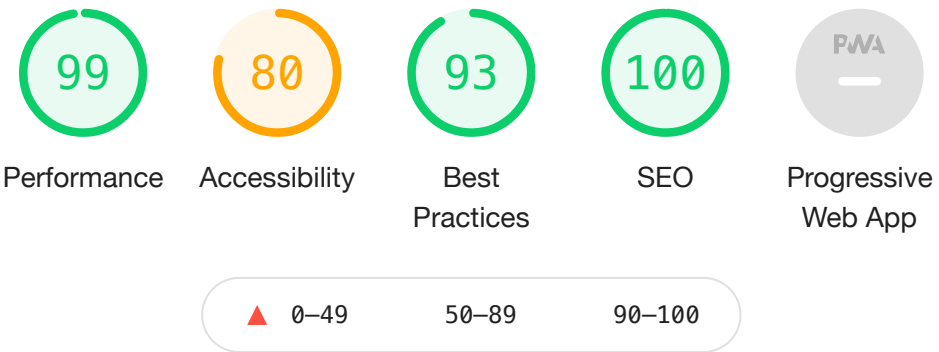 99 80 93 100 PWA
Performance Accessibility Best Practices SEO Progressive Web App
0–49 50–89 90–100